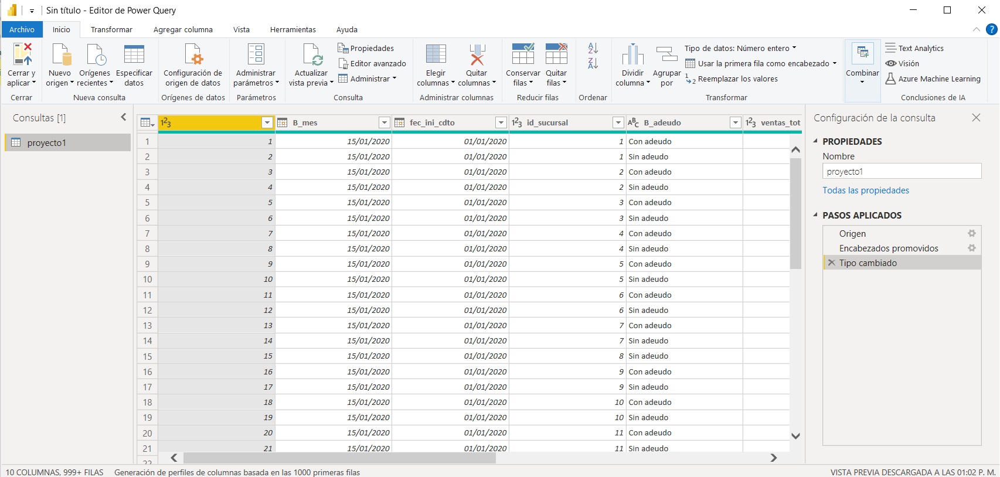 Sin título - Editor de Power Query
Archivo Inicio Transformar Agregar columna Vista Herramientas Ayuda
Cerrar y aplicar
Nuevo origen
Orígenes recientes
Especificar datos
Configuración de origen de datos
Administrar parámetros
Actualizar vista previa
Propiedades
Editor avanzado
Administrar
Elegir columnas
Quitar columnas
Conservar filas
Quitar filas
Dividir columna
Agrupar por
Tipo de datos: Número entero
Usar la primera fila como encabezado
Reemplazar los valores
Combinar
Text Analytics
Visión
Azure Machine Learning
Cerrar Nueva consulta Orígenes de datos Parámetros Consulta Administrar columnas Reducir filas Ordenar Transformar Conclusiones de IA
Consultas [1]
proyecto1
B_mes fec_ini_cdto id_sucursal B_adeudo ventas_tot
1 1 15/01/2020 01/01/2020 1 Con adeudo
2 2 15/01/2020 01/01/2020 1 Sin adeudo
3 3 15/01/2020 01/01/2020 2 Con adeudo
4 4 15/01/2020 01/01/2020 2 Sin adeudo
5 5 15/01/2020 01/01/2020 3 Con adeudo
6 6 15/01/2020 01/01/2020 3 Sin adeudo
7 7 15/01/2020 01/01/2020 4 Con adeudo
8 8 15/01/2020 01/01/2020 4 Sin adeudo
9 9 15/01/2020 01/01/2020 5 Con adeudo
10 10 15/01/2020 01/01/2020 5 Sin adeudo
11 11 15/01/2020 01/01/2020 6 Con adeudo
12 12 15/01/2020 01/01/2020 6 Sin adeudo
13 13 15/01/2020 01/01/2020 7 Con adeudo
14 14 15/01/2020 01/01/2020 7 Sin adeudo
15 15 15/01/2020 01/01/2020 8 Sin adeudo
16 16 15/01/2020 01/01/2020 9 Con adeudo
17 17 15/01/2020 01/01/2020 9 Sin adeudo
18 18 15/01/2020 01/01/2020 10 Con adeudo
19 19 15/01/2020 01/01/2020 10 Sin adeudo
20 20 15/01/2020 01/01/2020 11 Con adeudo
21 21 15/01/2020 01/01/2020 11 Sin adeudo
22
Configuración de la consulta
PROPIEDADES
Nombre
proyecto1
Todas las propiedades
PASOS APLICADOS
Origen
Encabezados promovidos
Tipo cambiado
10 COLUMNAS, 999+ FILAS Generación de perfiles de columnas basada en las 1000 primeras filas VISTA PREVIA DESCARGADA A LAS 01:02 P. M.